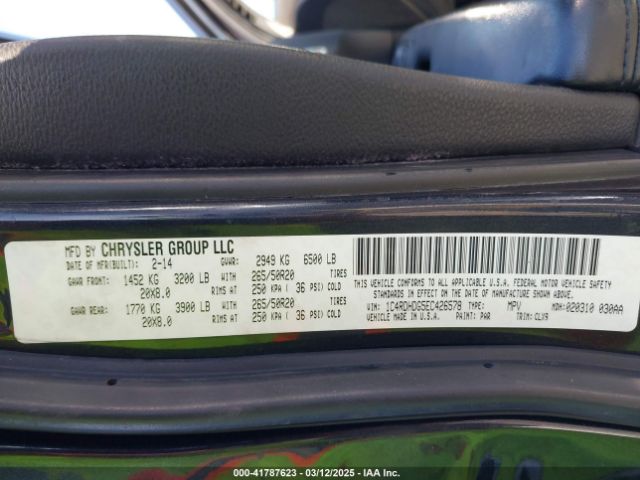 MFD BY CHRYSLER GROUP LLC
DATE OF MFR(BUILT): 2-14 GVWR: 2949 KG 6500 LB
GAWR FRONT: 1452 KG 3200 LB WITH 265/50R20 TIRES
20X8.0 RIMS AT 250 KPA ( 36 PSI) COLD
GAWR REAR: 1770 KG 3900 LB WITH 265/50R20 TIRES
20X8.0 RIMS AT 250 KPA ( 36 PSI) COLD
THIS VEHICLE CONFORMS TO ALL APPLICABLE U.S.A. FEDERAL MOTOR VEHICLE SAFETY
STANDARDS IN EFFECT ON THE DATE OF MANUFACTURE SHOWN ABOVE.
VIN: 1C4RDHDG5EC426579 TYPE: MPV MDH:020310 030AA
VEHICLE MADE IN U.S.A. PAINT: PAR TRIM: CLX9
000-41787623 - 03/12/2025 - IAA Inc.